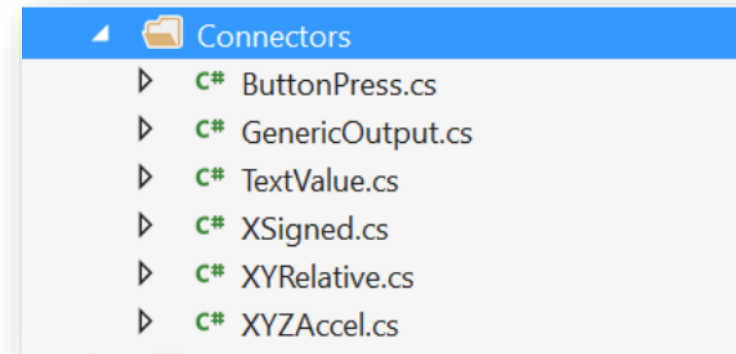 Connectors
C# ButtonPress.cs
C# GenericOutput.cs
C# TextValue.cs
C# XSigned.cs
C# XYRelative.cs
C# XYZAccel.cs